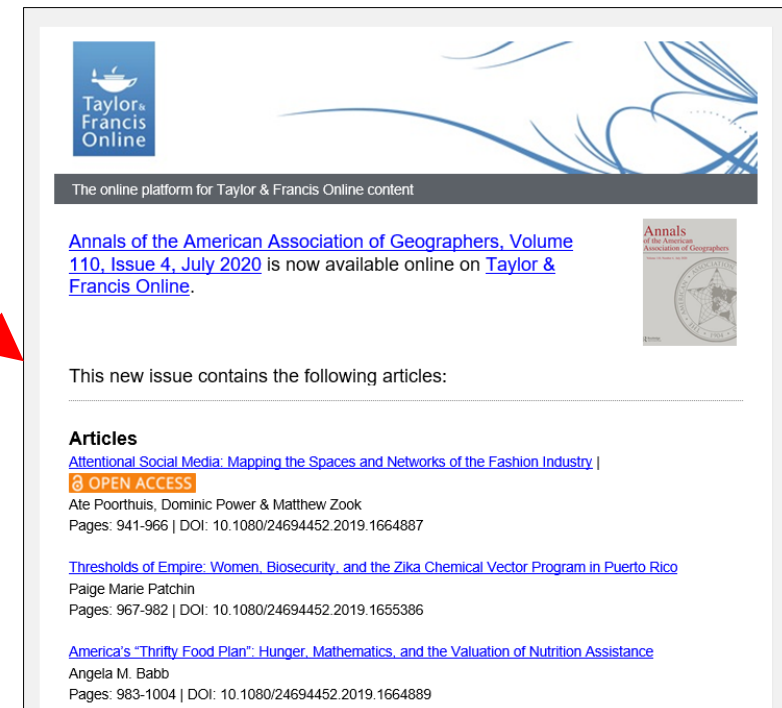 Taylor &
Francis
Online
The online platform for Taylor & Francis Online content
Annals of the American Association of Geographers, Volume
110, Issue 4, July 2020 is now available online on Taylor &
Francis Online.
Annals
of the American
Association of Geographers
This new issue contains the following articles:
Articles
Attentional Social Media: Mapping the Spaces and Networks of the Fashion Industry |
OPEN ACCESS
Ate Poorthuis, Dominic Power & Matthew Zook
Pages: 941-966 | DOI: 10.1080/24694452.2019.1664887
Thresholds of Empire: Women, Biosecurity, and the Zika Chemical Vector Program in Puerto Rico
Paige Marie Patchin
Pages: 967-982 | DOI: 10.1080/24694452.2019.1655386
America's “Thrifty Food Plan”: Hunger, Mathematics, and the Valuation of Nutrition Assistance
Angela M. Babb
Pages: 983-1004 | DOI: 10.1080/24694452.2019.1664889